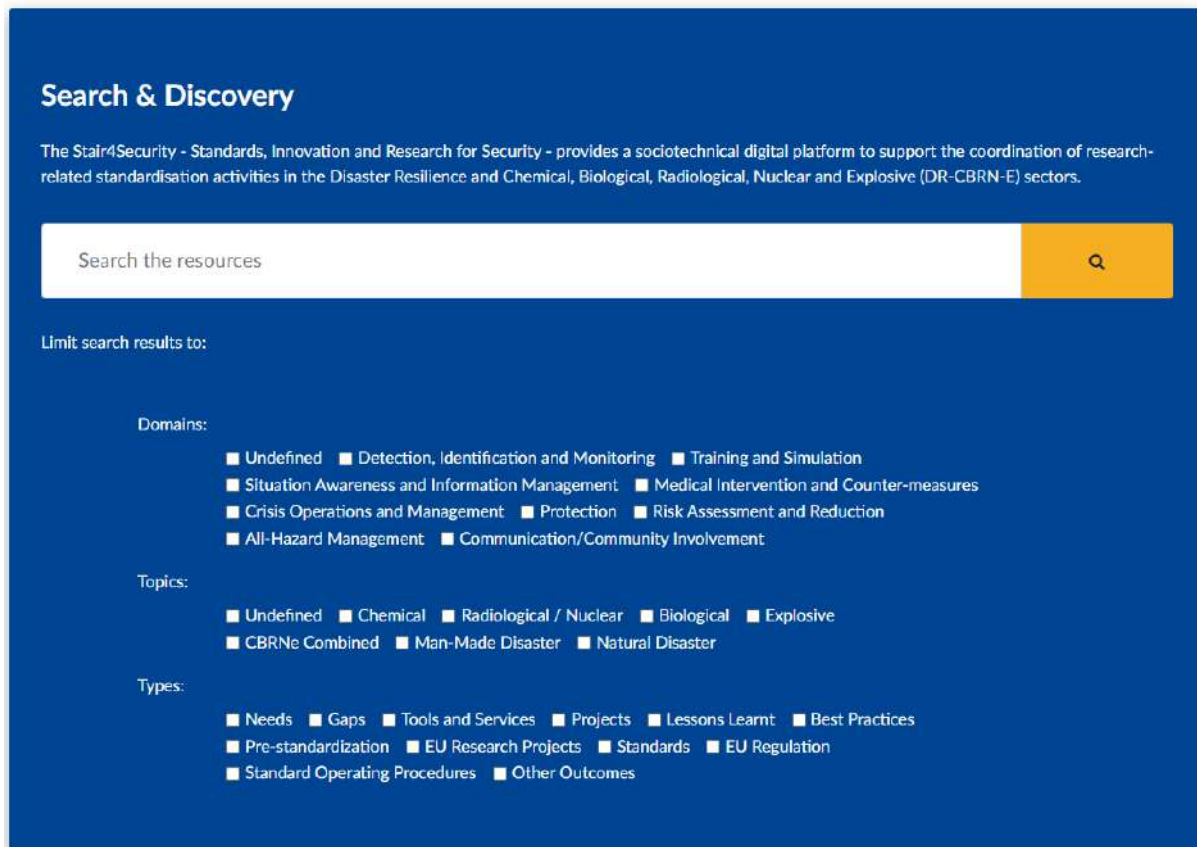 Search & Discovery
The Stair4Security - Standards, Innovation and Research for Security - provides a sociotechnical digital platform to support the coordination of research-
related standardisation activities in the Disaster Resilience and Chemical, Biological, Radiological, Nuclear and Explosive (DR-CBRN-E) sectors.
Search the resources
Limit search results to:
Domains:
Undefined Detection, Identification and Monitoring Training and Simulation
Situation Awareness and Information Management Medical Intervention and Counter-measures
Crisis Operations and Management Protection Risk Assessment and Reduction
All-Hazard Management Communication/Community Involvement
Topics:
Undefined Chemical Radiological / Nuclear Biological Explosive
CBRNe Combined Man-Made Disaster Natural Disaster
Types:
Needs Gaps Tools and Services Projects Lessons Learnt Best Practices
Pre-standardization EU Research Projects Standards EU Regulation
Standard Operating Procedures Other Outcomes